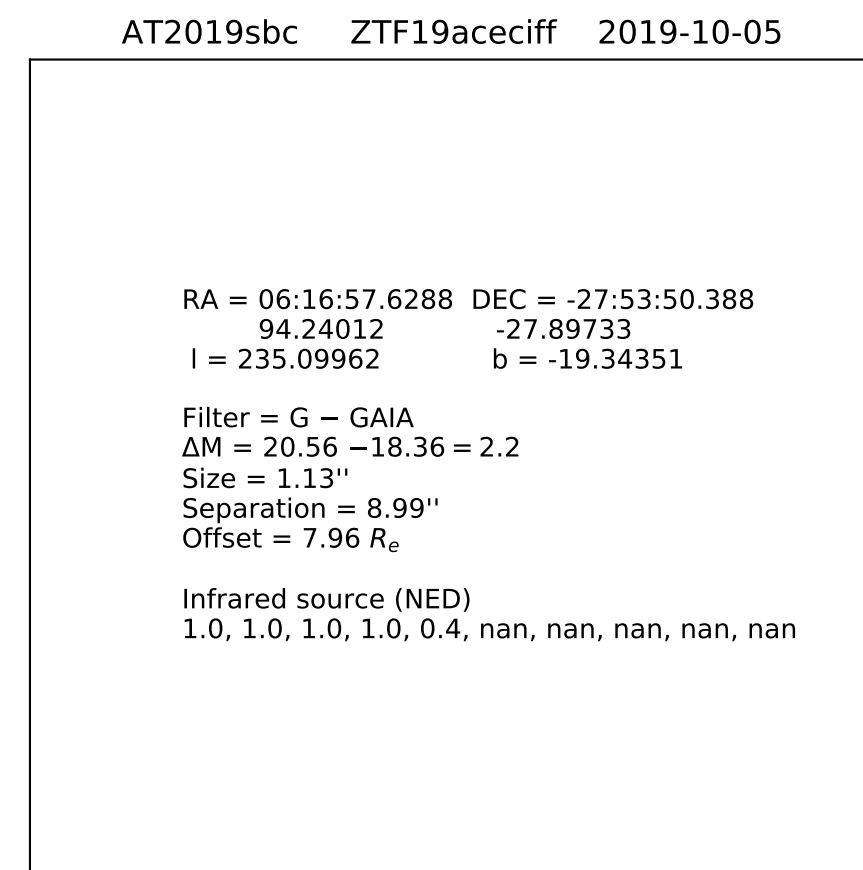 AT2019sbc ZTF19aceciff 2019-10-05
RA = 06:16:57.6288 DEC = -27:53:50.388
94.24012 -27.89733
l = 235.09962 b = -19.34351
Filter = G − GAIA
ΔM = 20.56 −18.36 = 2.2
Size = 1.13''
Separation = 8.99''
Offset = 7.96 Re
Infrared source (NED)
1.0, 1.0, 1.0, 1.0, 0.4, nan, nan, nan, nan, nan